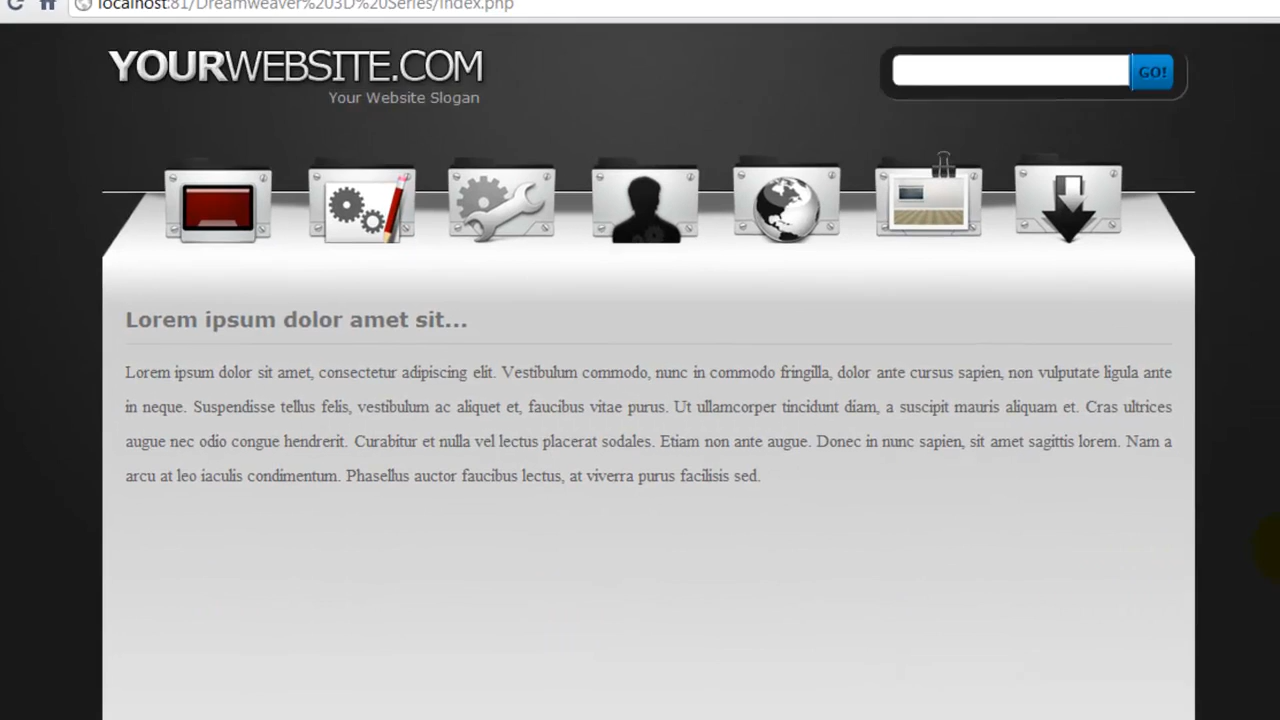 localhost:81/Dreamweaver%203D%20Series/index.php
YOURWEBSITE.COM
Your Website Slogan
GO!
Lorem ipsum dolor amet sit...
Lorem ipsum dolor sit amet, consectetur adipiscing elit. Vestibulum commodo, nunc in commodo fringilla, dolor ante cursus sapien, non vulputate ligula ante
in neque. Suspendisse tellus felis, vestibulum ac aliquet et, faucibus vitae purus. Ut ullamcorper tincidunt diam, a suscipit mauris aliquam et. Cras ultrices
augue nec odio congue hendrerit. Curabitur et nulla vel lectus placerat sodales. Etiam non ante augue. Donec in nunc sapien, sit amet sagittis lorem. Nam a
arcu at leo iaculis condimentum. Phasellus auctor faucibus lectus, at viverra purus facilisis sed.